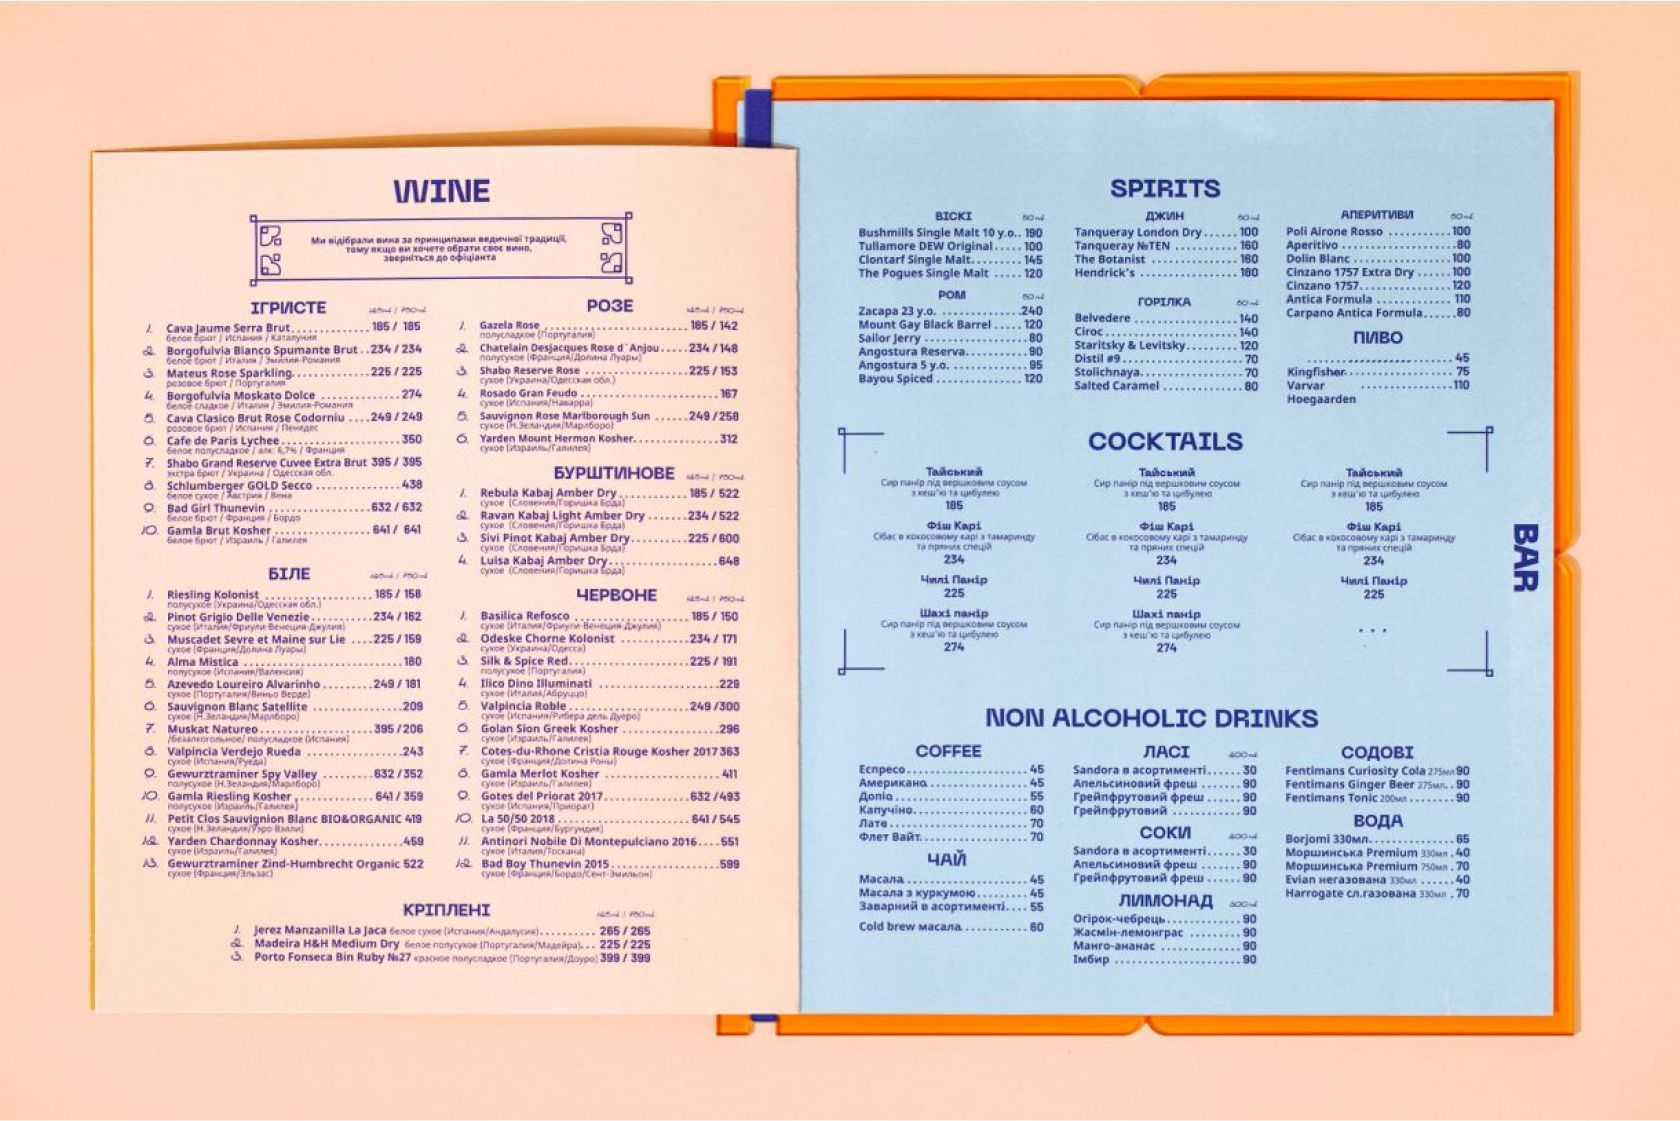 WINE
Ми відібрали вина за принципами ведичної традиції,
тому якщо ви хочете обрати своє вино,
зверніться до офіціанта
ІГРИСТЕ
1. Cava Jaume Serra Brut 185 / 185
белое брют / Испания / Каталуния
2. Borgofulvia Bianco Spumante Brut 234 / 234
белое брют / Италия / Эмилия-Романия
3. Mateus Rose Sparkling 225 / 225
розовое брют / Португалия
4. Borgofulvia Moskato Dolce 274
белое сладкое / Италия / Эмилия-Романия
5. Cava Clasico Brut Rose Codorniu 249 / 249
розовое брют / Испания / Пенедес
6. Cafe de Paris Lychee 350
белое полусладкое / алк: 6,7% / Франция
7. Shabo Grand Reserve Cuvee Extra Brut 395 / 395
экстра брют / Украина / Одесская обл.
8. Schlumberger GOLD Secco 438
белое сухое / Австрия / Вена
9. Bad Girl Thunevin 632 / 632
белое брют / Франция / Бордо
10. Gamla Brut Kosher 641 / 641
белое брют / Израиль / Галилея
БІЛЕ
1. Riesling Kolonist 185 / 158
полусухое (Украина/Одесская обл.)
2. Pinot Grigio Delle Venezie 234 / 162
сухое (Италия/Фриули-Венеция-Джулия)
3. Muscadet Sevre et Maine sur Lie 225 / 159
сухое (Франция/Долина Луары)
4. Alma Mistica 180
полусухое (Испания/Валенсия)
5. Azevedo Loureiro Alvarinho 249 / 181
сухое (Португалия/Виньо Верде)
6. Sauvignon Blanc Satellite 209
сухое (Н.Зеландия/Марлборо)
7. Muskat Natureo 395 / 206
/безалкогольное/ полусладкое (Испания)
8. Valpincia Verdejo Rueda 243
сухое (Испания/Руеда)
9. Gewurztraminer Spy Valley 632 / 352
полусухое (Н.Зеландия/Марлборо)
10. Gamla Riesling Kosher 641 / 359
полусухое (Израиль/Галилея)
11. Petit Clos Sauvignion Blanc BIO&ORGANIC 419
сухое (Н.Зеландия/Уэро Вэлли)
12. Yarden Chardonnay Kosher 459
сухое (Израиль/Галилея)
13. Gewurztraminer Zind-Humbrecht Organic 522
сухое (Франция/Эльзас)
РОЗЕ
1. Gazela Rose 185 / 142
полусладкое (Португалия)
2. Chatelain Desjacques Rose d`Anjou 234 / 148
полусухое (Франция/Долина Луары)
3. Shabo Reserve Rose 225 / 153
сухое (Украина/Одесская обл.)
4. Rosado Gran Feudo 167
сухое (Испания/Наварра)
5. Sauvignon Rose Marlborough Sun 249 / 258
сухое (Н.Зеландия/Марлборо)
6. Yarden Mount Hermon Kosher 312
сухое (Израиль/Галилея)
БУРШТИНОВЕ
1. Rebula Kabaj Amber Dry 185 / 522
сухое (Словения/Горишка Брда)
2. Ravan Kabaj Light Amber Dry 234 / 522
сухое (Словения/Горишка Брда)
3. Sivi Pinot Kabaj Amber Dry 225 / 600
сухое (Словения/Горишка Брда)
4. Luisa Kabaj Amber Dry 648
сухое (Словения/Горишка Брда)
ЧЕРВОНЕ
1. Basilica Refosco 185 / 150
сухое (Италия/Фриули-Венеция-Джулия)
2. Odeske Chorne Kolonist 234 / 171
сухое (Украина/Одесса)
3. Silk & Spice Red 225 / 191
полусухое (Португалия)
4. Ilico Dino Illuminati 229
сухое (Италия/Абруццо)
5. Valpincia Roble 249 /300
сухое (Испания/Рибера дель Дуеро)
6. Golan Sion Greek Kosher 296
сухое (Израиль/Галилея)
7. Cotes-du-Rhone Cristia Rouge Kosher 2017 363
сухое (Франция/Долина Роны)
8. Gamla Merlot Kosher 411
сухое (Израиль/Галилея)
9. Gotes del Priorat 2017 632 /493
сухое (Испания/Приорат)
10. La 50/50 2018 641 / 545
сухое (Франция/Бургундия)
11. Antinori Nobile Di Montepulciano 2016 551
сухое (Италия/Тоскана)
12. Bad Boy Thunevin 2015 599
сухое (Франция/Бордо/Сент-Эмильон)
КРІПЛЕНІ
1. Jerez Manzanilla La Jaca белое сухое (Испания/Андалусия) 265 / 265
2. Madeira H&H Medium Dry белое полусухое (Португалия/Мадейра) 225 / 225
3. Porto Fonseca Bin Ruby №27 красное полусладкое (Португалия/Доуро) 399 / 399
SPIRITS
ВІСКІ 50ml
Bushmills Single Malt 10 y.o. 190
Tullamore DEW Original 100
Clontarf Single Malt 145
The Pogues Single Malt 120
РОМ 50ml
Zacapa 23 y.o. 240
Mount Gay Black Barrel 120
Sailor Jerry 80
Angostura Reserva 90
Angostura 5 y.o. 95
Bayou Spiced 120
ДЖИН 50ml
Tanqueray London Dry 100
Tanqueray №TEN 160
The Botanist 160
Hendrick's 180
ГОРІЛКА 50ml
Belvedere 140
Ciroc 140
Staritsky & Levitsky 120
Distil #9 70
Stolichnaya 70
Salted Caramel 80
АПЕРИТИВИ 50ml
Poli Airone Rosso 100
Aperitivo 80
Dolin Blanc 100
Cinzano 1757 Extra Dry 100
Cinzano 1757 120
Antica Formula 110
Carpano Antica Formula 80
ПИВО
45
Kingfisher 75
Varvar 110
Hoegaarden
COCKTAILS
Тайський
Сир панір під вершковим соусом
з кеш'ю та цибулею
185
Фіш Карі
Сібас в кокосовому карі з тамаринду
та пряних спецій
234
Чилі Панір
225
Шахі панір
Сир панір під вершковим соусом
з кеш'ю та цибулею
274
Тайський
Сир панір під вершковим соусом
з кеш'ю та цибулею
185
Фіш Карі
Сібас в кокосовому карі з тамаринду
та пряних спецій
234
Чилі Панір
225
Шахі панір
Сир панір під вершковим соусом
з кеш'ю та цибулею
274
Тайський
Сир панір під вершковим соусом
з кеш'ю та цибулею
185
Фіш Карі
Сібас в кокосовому карі з тамаринду
та пряних спецій
234
Чилі Панір
225
...
BAR
NON ALCOHOLIC DRINKS
COFFEE
Еспресо 45
Американо 45
Допіо 55
Капучіно 60
Лате 70
Флет Вайт 70
ЧАЙ
Масала 45
Масала з куркумою 45
Заварний в асортименті 55
Cold brew масала 60
ЛАСІ 400ml
Sandora в асортименті 30
Апельсиновий фреш 90
Грейпфрутовий фреш 90
Грейпфрутовий 90
СОКИ 400ml
Sandora в асортименті 30
Апельсиновий фреш 90
Грейпфрутовий фреш 90
ЛИМОНАД 400ml
Огірок-чебрець 90
Жасмін-лемонграс 90
Манго-ананас 90
Імбир 90
СОДОВІ
Fentimans Curiosity Cola 275мл 90
Fentimans Ginger Beer 275мл 90
Fentimans Tonic 200мл 90
ВОДА
Borjomi 330мл 65
Моршинська Premium 330мл 40
Моршинська Premium 750мл 70
Evian негазована 330мл 40
Harrogate сл.газована 330мл 70